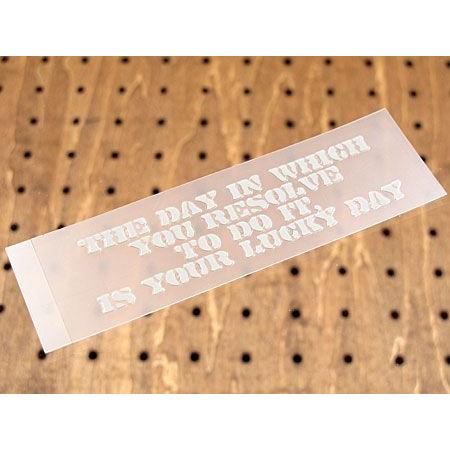 THE DAY IN WHICH
YOU RESOLVE
TO DO IT,
IS YOUR LUCKY DAY